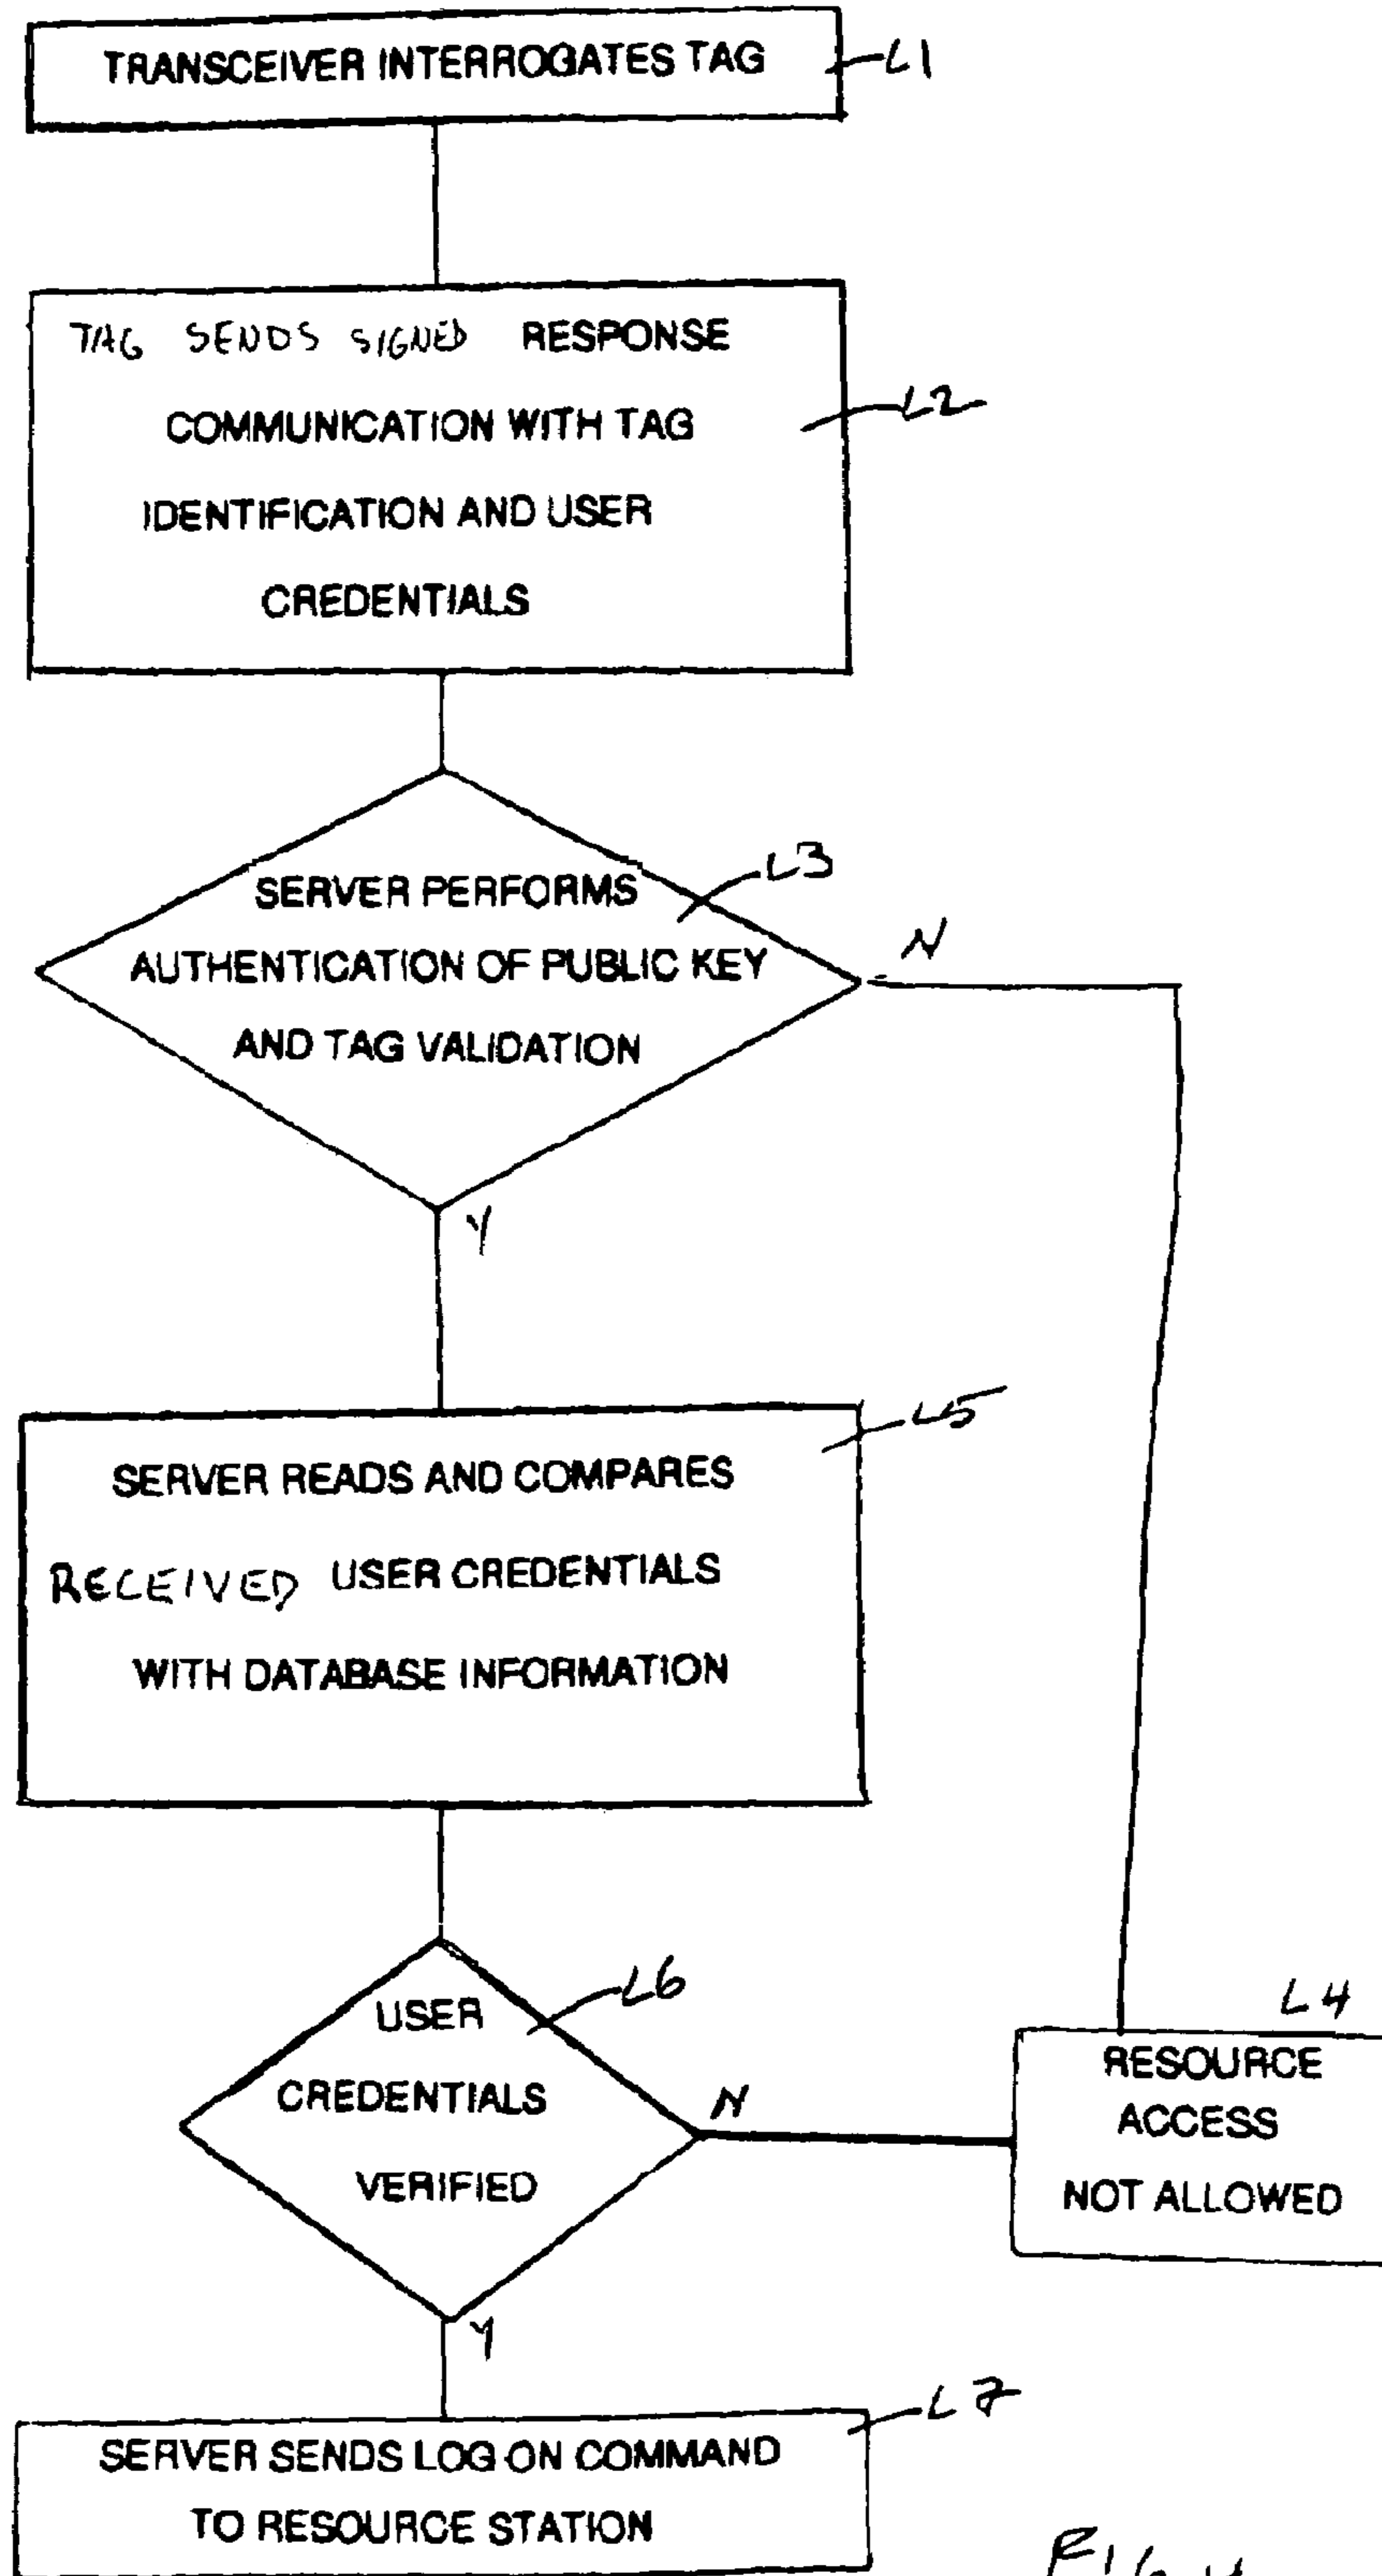 TRANSCEIVER INTERROGATES TAG
L1
TAG SENDS SIGNED RESPONSE
COMMUNICATION WITH TAG
IDENTIFICATION AND USER
CREDENTIALS
L2
SERVER PERFORMS
AUTHENTICATION OF PUBLIC KEY
AND TAG VALIDATION
L3
N
Y
SERVER READS AND COMPARES
RECEIVED USER CREDENTIALS
WITH DATABASE INFORMATION
L5
USER
CREDENTIALS
VERIFIED
L6
N
L4
RESOURCE
ACCESS
NOT ALLOWED
Y
SERVER SENDS LOG ON COMMAND
TO RESOURCE STATION
L7
FIG 4